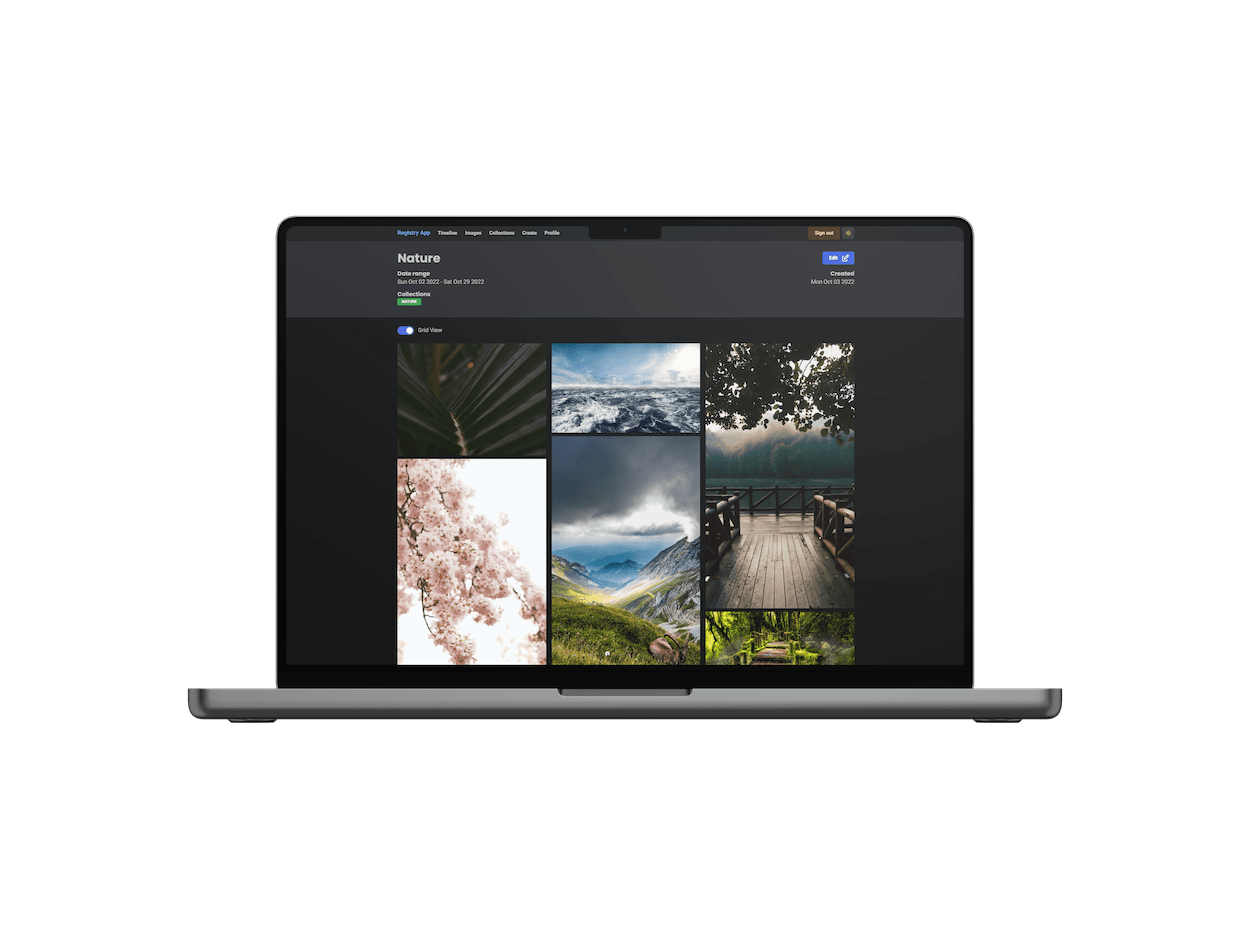 Registry App Timeline Images Collections Create Profile Sign out
Nature
Edit
Date range
Created
Sun Oct 02 2022 - Sat Oct 29 2022
Mon Oct 03 2022
Collections
NATURE
Grid View